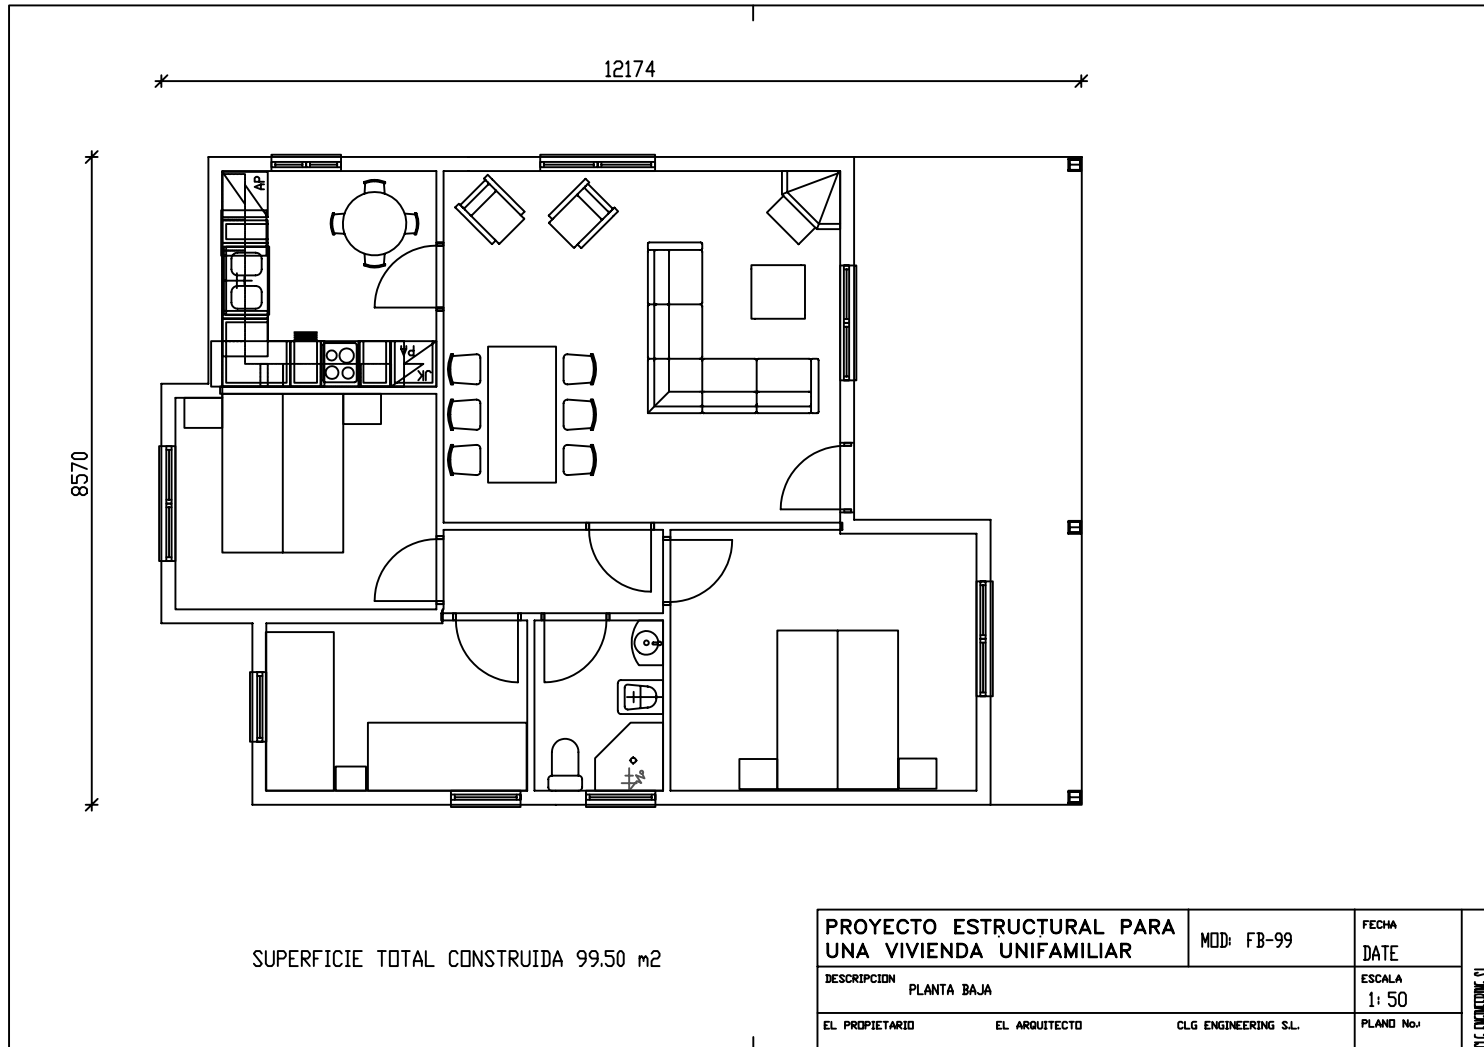 12174
8570
AP
PA
JK
SUPERFICIE TOTAL CONSTRUIDA 99.50 m2
PROYECTO ESTRUCTURAL PARA
UNA VIVIENDA UNIFAMILIAR
MOD: FB-99
FECHA
DATE
DESCRIPCION
PLANTA BAJA
ESCALA
1: 50
EL PROPIETARIO
EL ARQUITECTO
CLG ENGINEERING S.L.
PLANO No.: